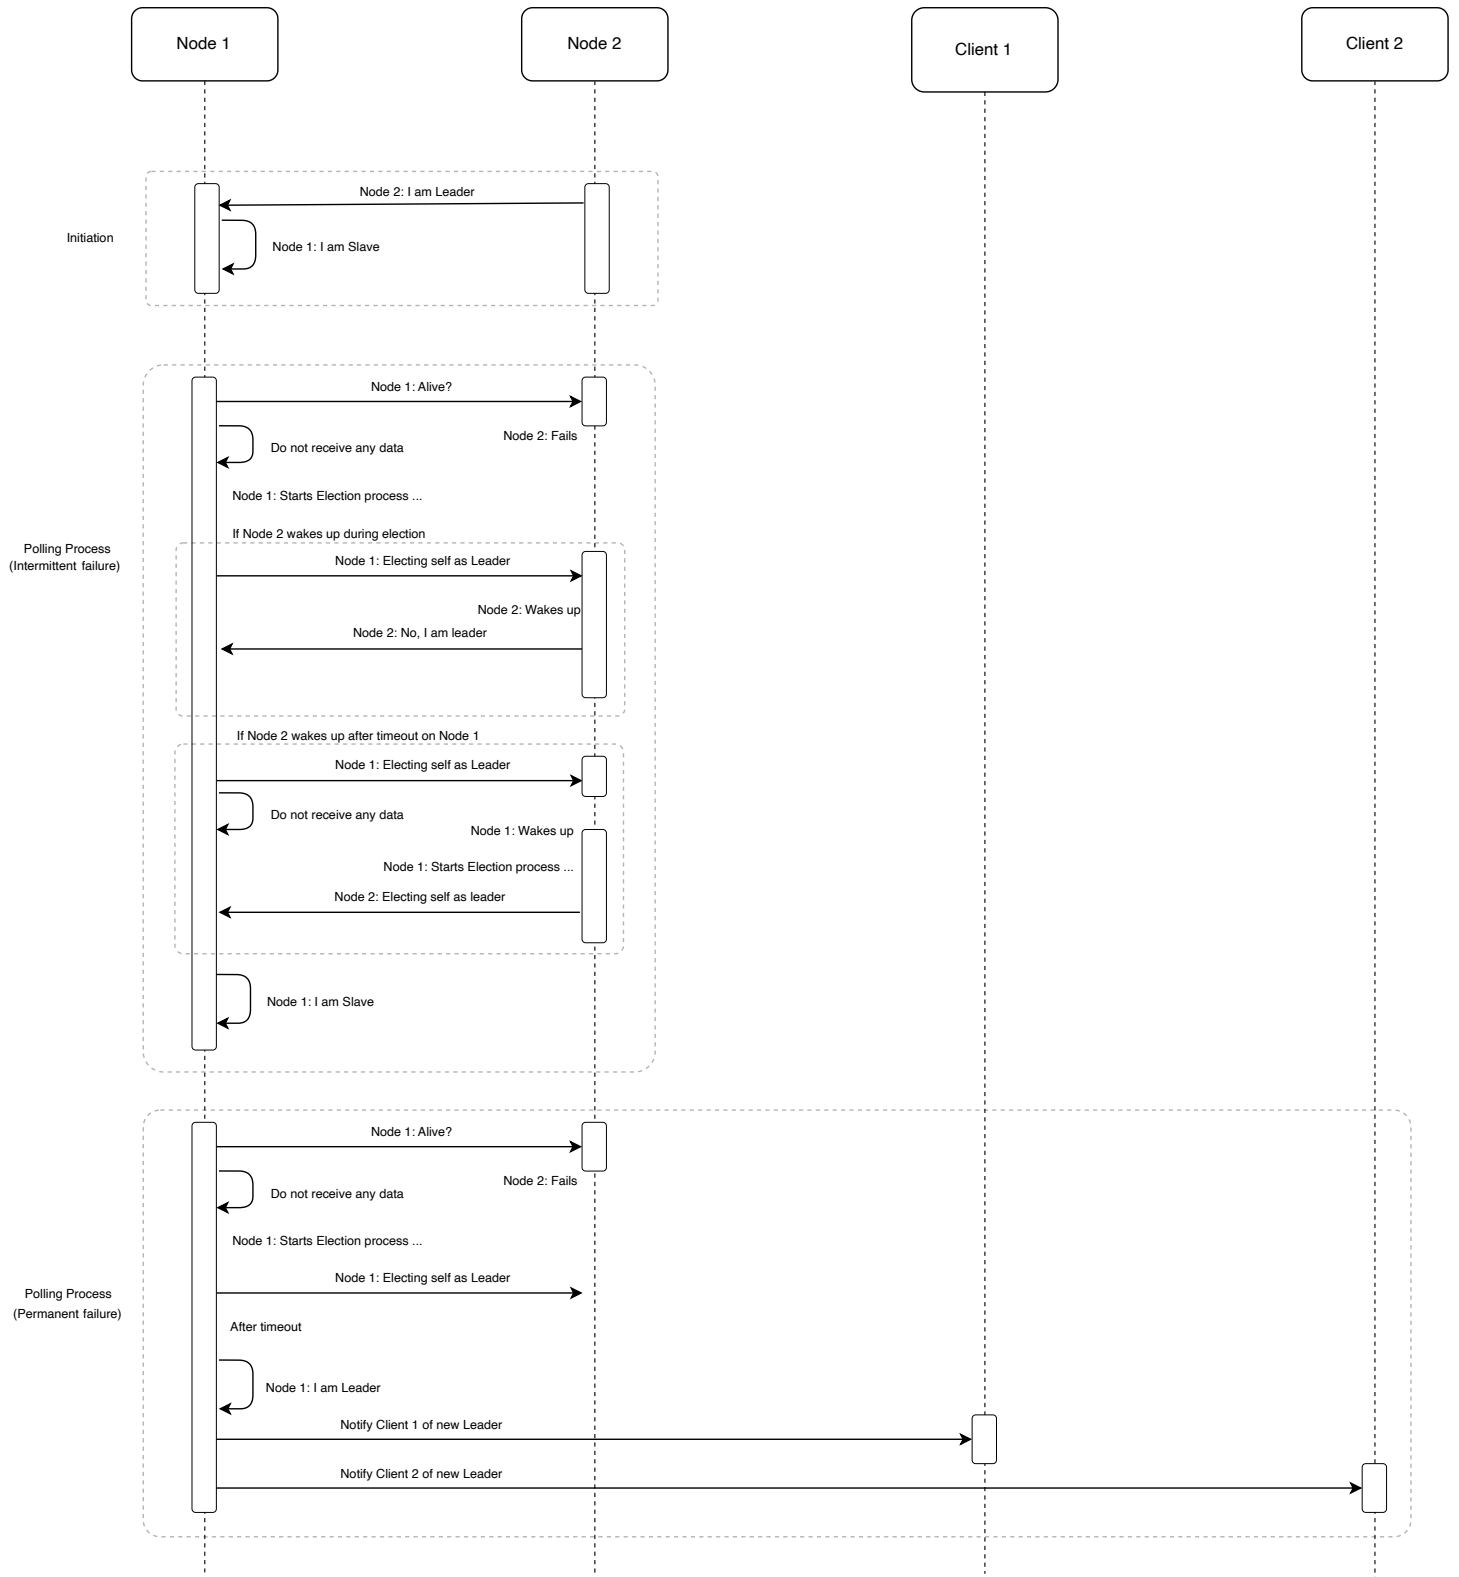 Node 1
Node 2
Client 1
Client 2
Node 2: I am Leader
Initiation
Node 1: I am Slave
Node 1: Alive?
Node 2: Fails
Do not receive any data
Node 1: Starts Election process ...
If Node 2 wakes up during election
Polling Process
(Intermittent failure)
Node 1: Electing self as Leader
Node 2: Wakes up
Node 2: No, I am leader
If Node 2 wakes up after timeout on Node 1
Node 1: Electing self as Leader
Do not receive any data
Node 1: Wakes up
Node 1: Starts Election process ...
Node 2: Electing self as leader
Node 1: I am Slave
Node 1: Alive?
Node 2: Fails
Do not receive any data
Node 1: Starts Election process ...
Node 1: Electing self as Leader
Polling Process
(Permanent failure)
After timeout
Node 1: I am Leader
Notify Client 1 of new Leader
Notify Client 2 of new Leader